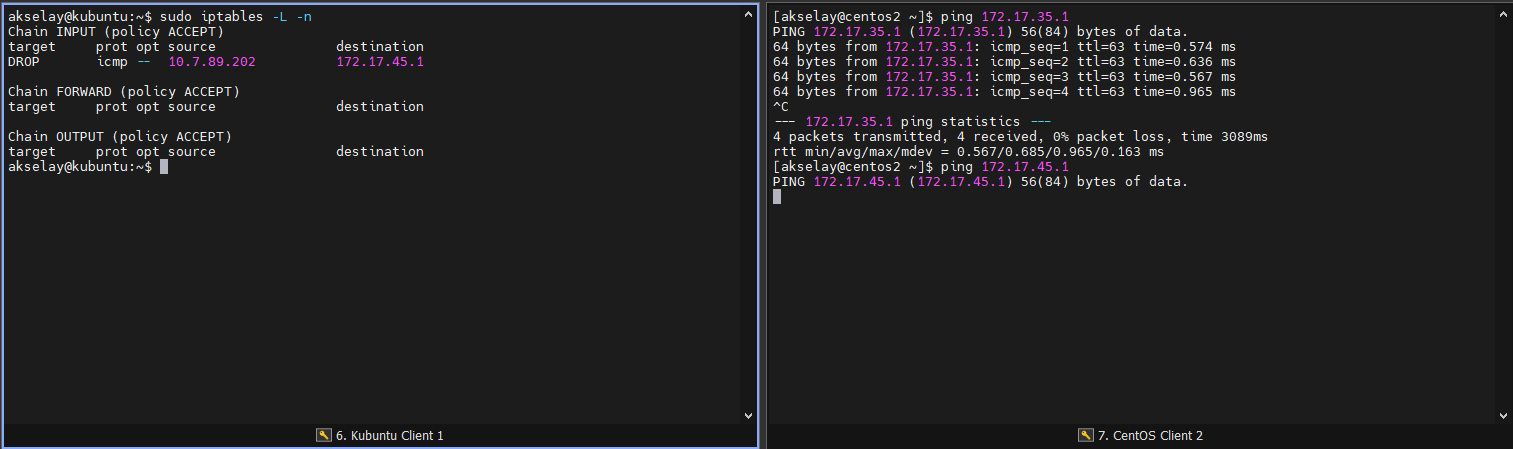 akselay@kubuntu:~$ sudo iptables -L -n
Chain INPUT (policy ACCEPT)
target     prot opt source               destination
DROP       icmp --  10.7.89.202          172.17.45.1

Chain FORWARD (policy ACCEPT)
target     prot opt source               destination

Chain OUTPUT (policy ACCEPT)
target     prot opt source               destination
akselay@kubuntu:~$
6. Kubuntu Client 1
[akselay@centos2 ~]$ ping 172.17.35.1
PING 172.17.35.1 (172.17.35.1) 56(84) bytes of data.
64 bytes from 172.17.35.1: icmp_seq=1 ttl=63 time=0.574 ms
64 bytes from 172.17.35.1: icmp_seq=2 ttl=63 time=0.636 ms
64 bytes from 172.17.35.1: icmp_seq=3 ttl=63 time=0.567 ms
64 bytes from 172.17.35.1: icmp_seq=4 ttl=63 time=0.965 ms
^C
--- 172.17.35.1 ping statistics ---
4 packets transmitted, 4 received, 0% packet loss, time 3089ms
rtt min/avg/max/mdev = 0.567/0.685/0.965/0.163 ms
[akselay@centos2 ~]$ ping 172.17.45.1
PING 172.17.45.1 (172.17.45.1) 56(84) bytes of data.
7. CentOS Client 2